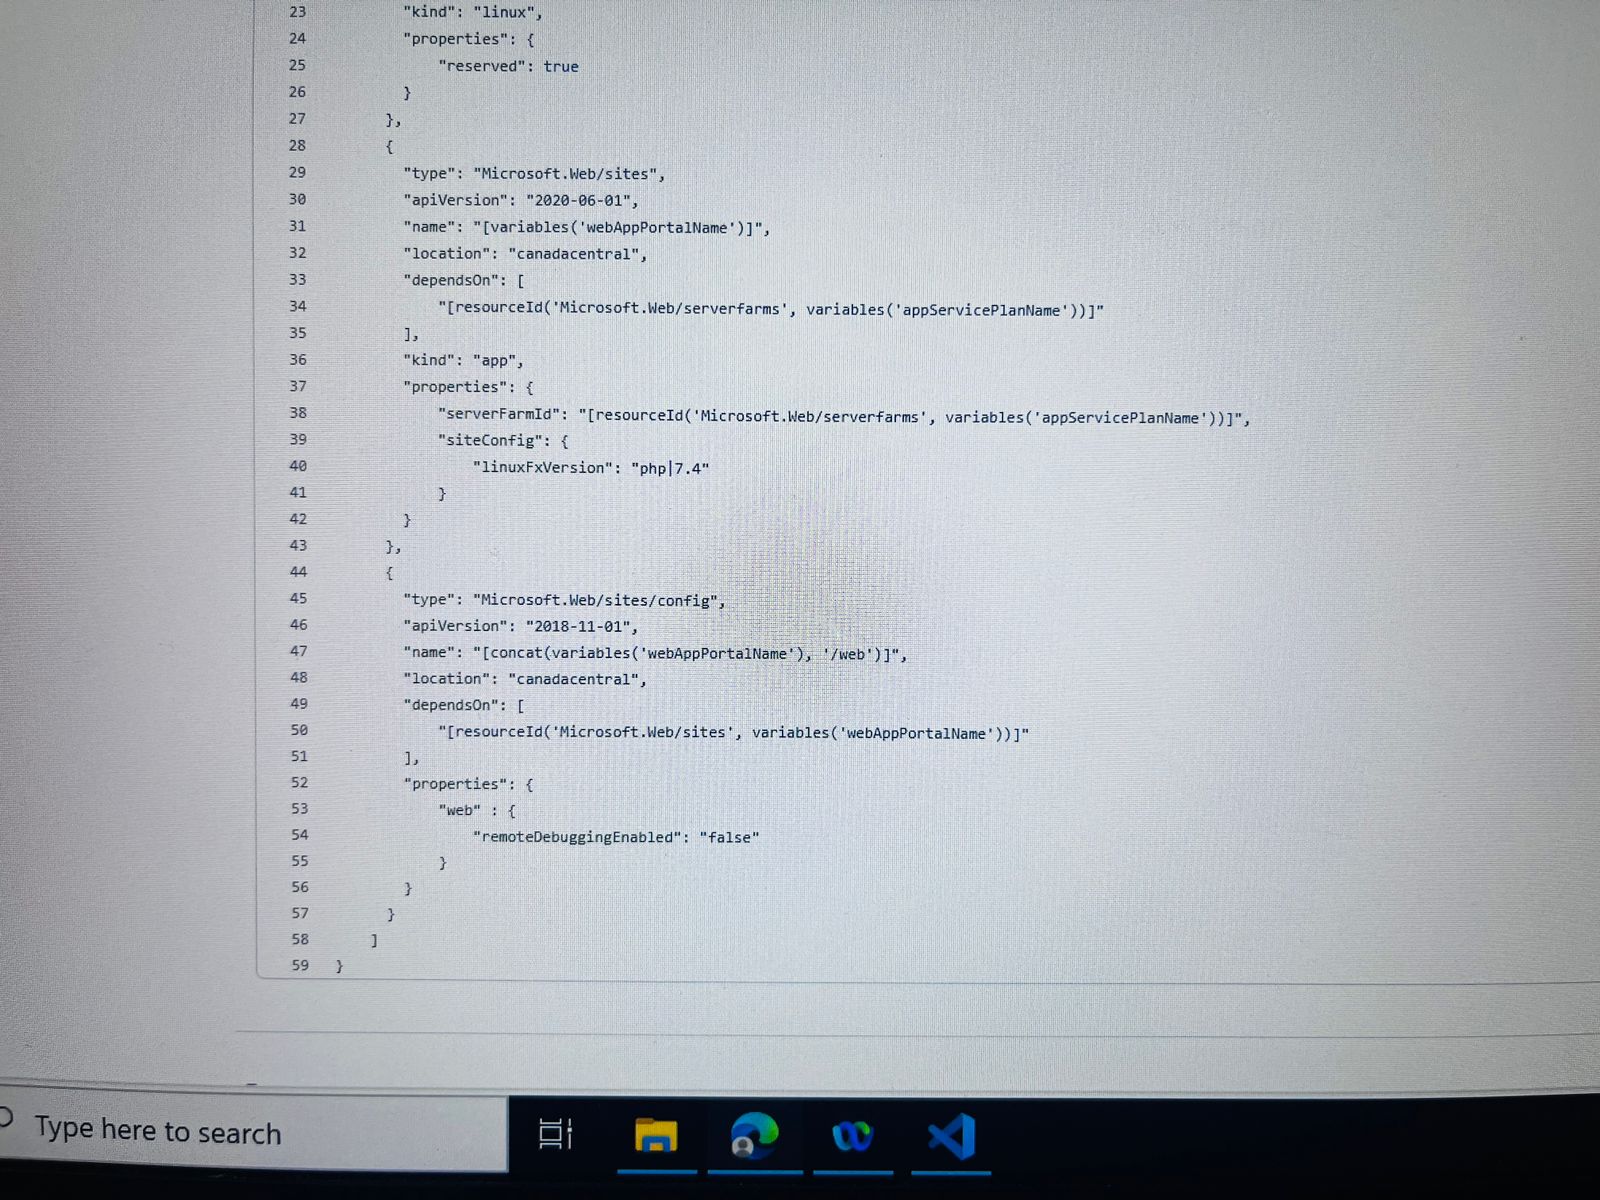 23 "kind": "linux",
24 "properties": {
25 "reserved": true
26 }
27 },
28 {
29 "type": "Microsoft.Web/sites",
30 "apiVersion": "2020-06-01",
31 "name": "[variables('webAppPortalName')]",
32 "location": "canadacentral",
33 "dependsOn": [
34 "[resourceId('Microsoft.Web/serverfarms', variables('appServicePlanName'))]"
35 ],
36 "kind": "app",
37 "properties": {
38 "serverFarmId": "[resourceId('Microsoft.Web/serverfarms', variables('appServicePlanName'))]",
39 "siteConfig": {
40 "linuxFxVersion": "php|7.4"
41 }
42 }
43 },
44 {
45 "type": "Microsoft.Web/sites/config",
46 "apiVersion": "2018-11-01",
47 "name": "[concat(variables('webAppPortalName'), '/web')]",
48 "location": "canadacentral",
49 "dependsOn": [
50 "[resourceId('Microsoft.Web/sites', variables('webAppPortalName'))]"
51 ],
52 "properties": {
53 "web" : {
54 "remoteDebuggingEnabled": "false"
55 }
56 }
57 }
58 ]
59 }
Type here to search